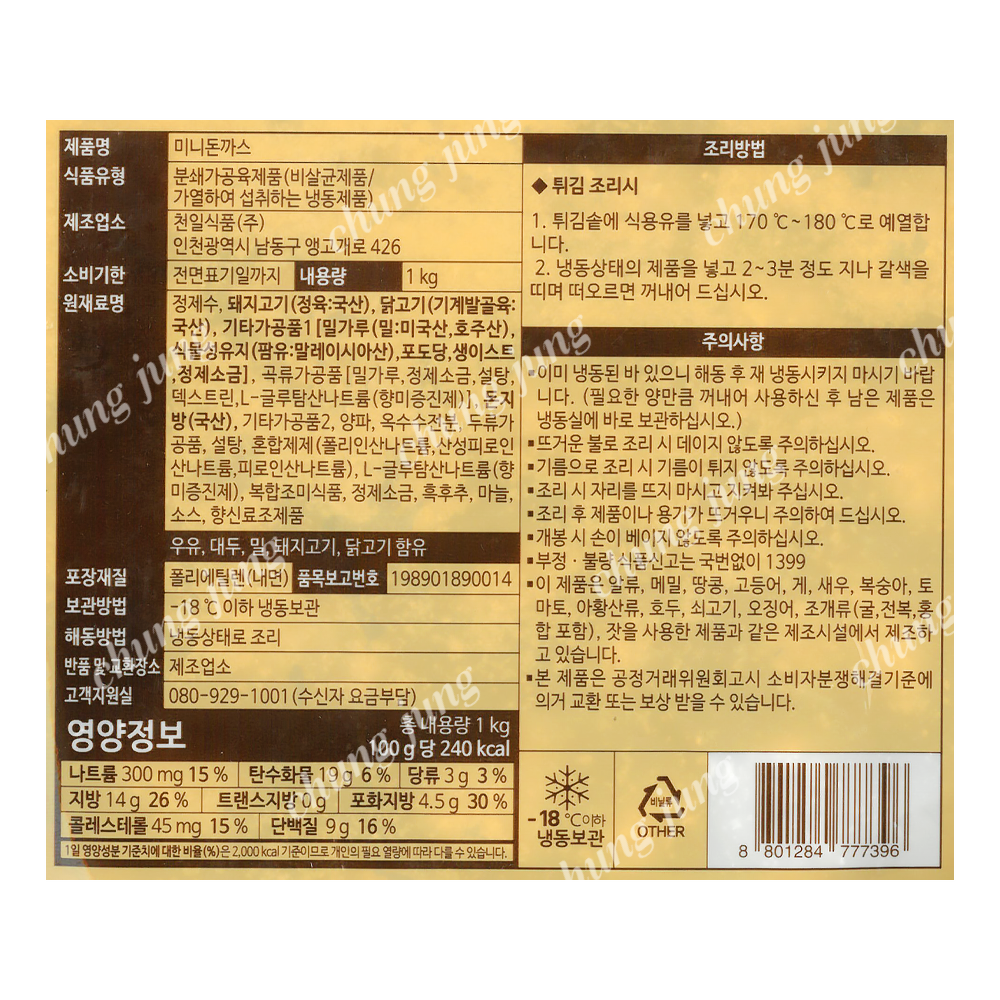 제품명 미니돈까스
식품유형 분쇄가공육제품(비살균제품/
가열하여 섭취하는 냉동제품)
제조업소 천일식품(주)
인천광역시 남동구 앵고개로 426
소비기한 전면표기일까지 내용량 1 kg
원재료명 정제수, 돼지고기(정육:국산), 닭고기(기계발골육:
국산), 기타가공품1 [밀가루(밀:미국산,호주산),
식물성유지(팜유:말레이시아산),포도당,생이스트
,정제소금], 곡류가공품[밀가루,정제소금,설탕,
덱스트린,L-글루탐산나트륨(향미증진제)], 돈지
방(국산), 기타가공품2, 양파, 옥수수전분, 두류가
공품, 설탕, 혼합제제(폴리인산나트륨,산성피로인
산나트륨,피로인산나트륨), L-글루탐산나트륨(향
미증진제), 복합조미식품, 정제소금, 흑후추, 마늘,
소스, 향신료조제품
우유, 대두, 밀, 돼지고기, 닭고기 함유
포장재질 폴리에틸렌(내면) 품목보고번호 198901890014
보관방법 -18 ℃ 이하 냉동보관
해동방법 냉동상태로 조리
반품 및 교환장소 제조업소
고객지원실 080-929-1001(수신자 요금부담)
영양정보 총 내용량 1 kg
100 g 당 240 kcal
나트륨 300 mg 15 % 탄수화물 19 g 6 % 당류 3 g 3 %
지방 14 g 26 % 트랜스지방 0 g 포화지방 4.5 g 30 %
콜레스테롤 45 mg 15 % 단백질 9 g 16 %
1일 영양성분 기준치에 대한 비율(%)은 2,000 kcal 기준이므로 개인의 필요 열량에 따라 다를 수 있습니다.
조리방법
◆ 튀김 조리시
1. 튀김솥에 식용유를 넣고 170 ℃~180 ℃로 예열합
니다.
2. 냉동상태의 제품을 넣고 2~3분 정도 지나 갈색을
띠며 떠오르면 꺼내어 드십시오.
주의사항
▪이미 냉동된 바 있으니 해동 후 재 냉동시키지 마시기 바랍
니다. (필요한 양만큼 꺼내어 사용하신 후 남은 제품은
냉동실에 바로 보관하십시오.)
▪뜨거운 불로 조리 시 데이지 않도록 주의하십시오.
▪기름으로 조리 시 기름이 튀지 않도록 주의하십시오.
▪조리 시 자리를 뜨지 마시고 지켜봐 주십시오.
▪조리 후 제품이나 용기가 뜨거우니 주의하여 드십시오.
▪개봉 시 손이 베이지 않도록 주의하십시오.
▪부정·불량 식품신고는 국번없이 1399
▪이 제품은 알류, 메밀, 땅콩, 고등어, 게, 새우, 복숭아, 토
마토, 아황산류, 호두, 쇠고기, 오징어, 조개류(굴,전복,홍
합 포함), 잣을 사용한 제품과 같은 제조시설에서 제조하
고 있습니다.
▪본 제품은 공정거래위원회고시 소비자분쟁해결기준에
의거 교환 또는 보상 받을 수 있습니다.
-18 ℃이하
냉동보관
비닐류
OTHER
8 801284 777396
chung jung
chung jung
chung jung
chung jung
chung jung
chung jung
chung jung
chung jung
chung jung
chung jung